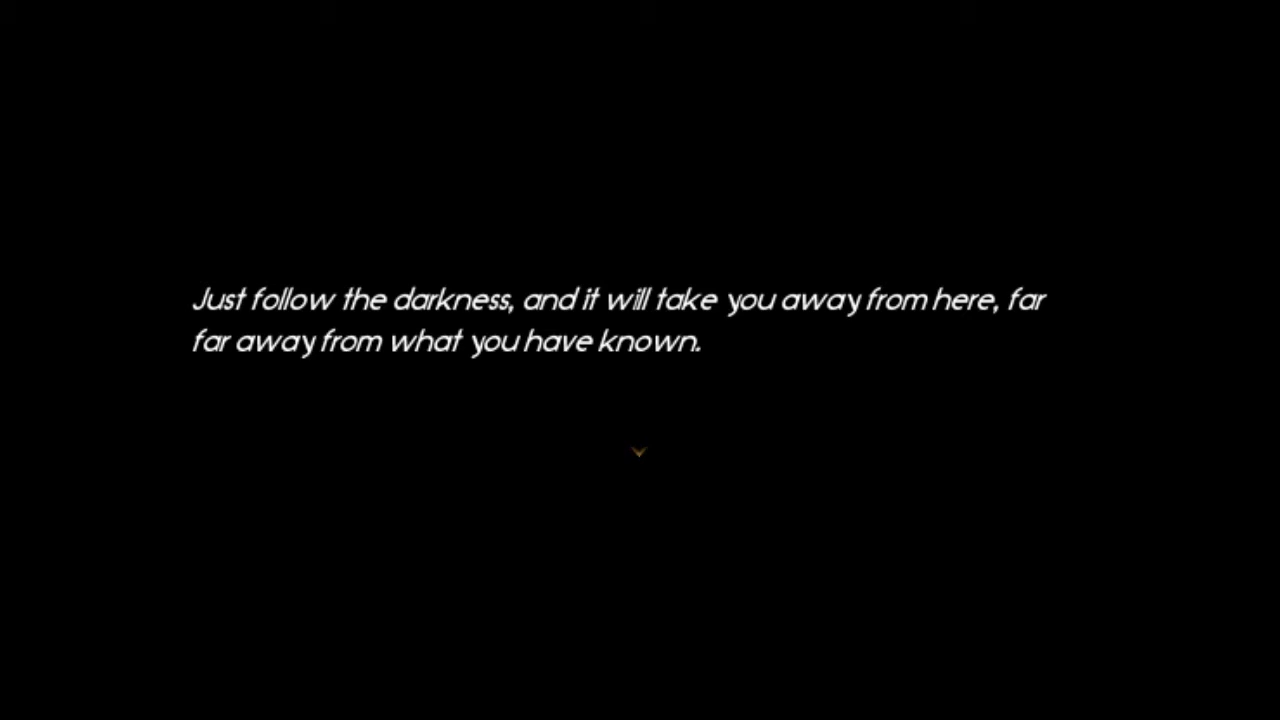 Just follow the darkness, and it will take you away from here, far
far away from what you have known.